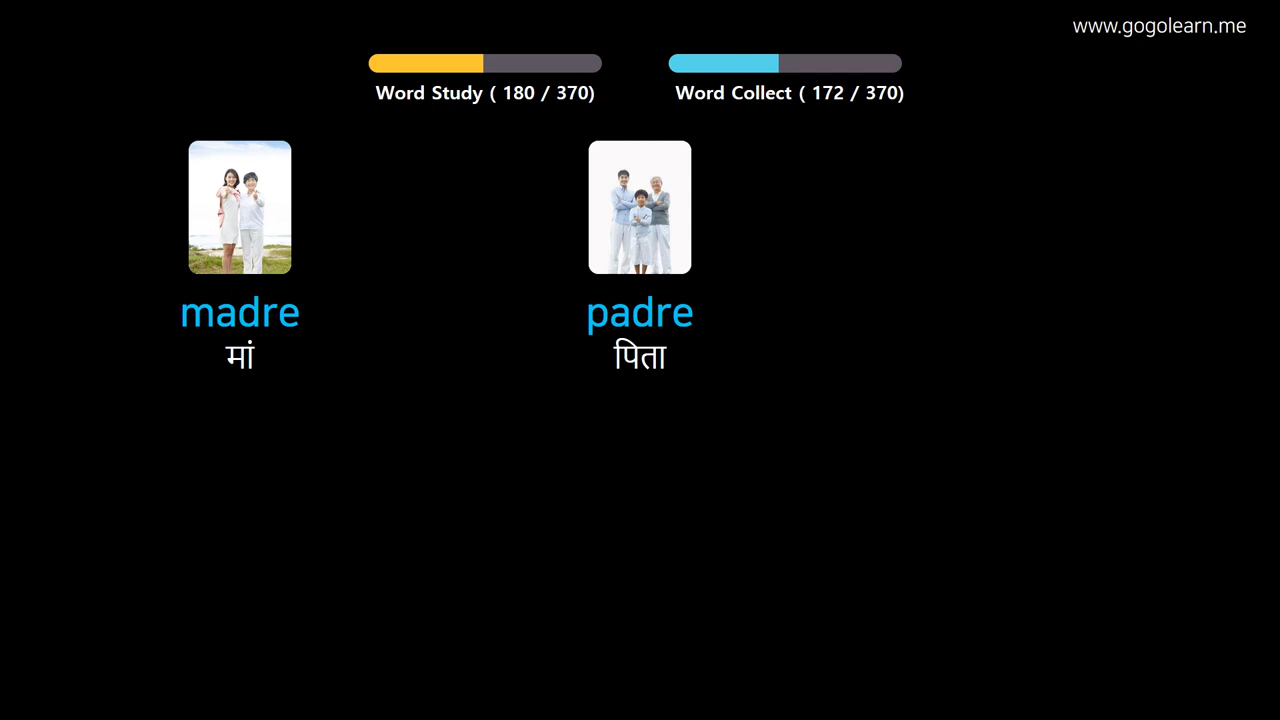 www.gogolearn.me
Word Study ( 180 / 370)
Word Collect ( 172 / 370)
madre
मां
padre
पिता